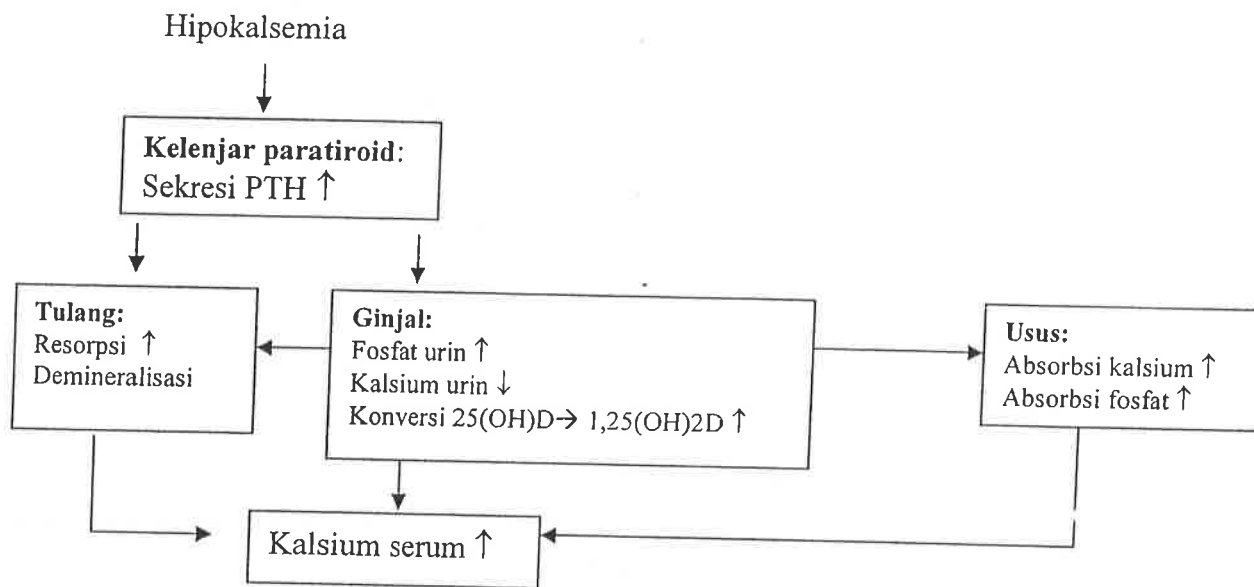 Hipokalsemia
Kelenjar paratiroid:
Sekresi PTH ↑
Tulang:
Resorpsi ↑
Demineralisasi
Ginjal:
Fosfat urin ↑
Kalsium urin ↓
Konversi 25(OH)D→ 1,25(OH)2D ↑
Usus:
Absorbsi kalsium ↑
Absorbsi fosfat ↑
Kalsium serum ↑